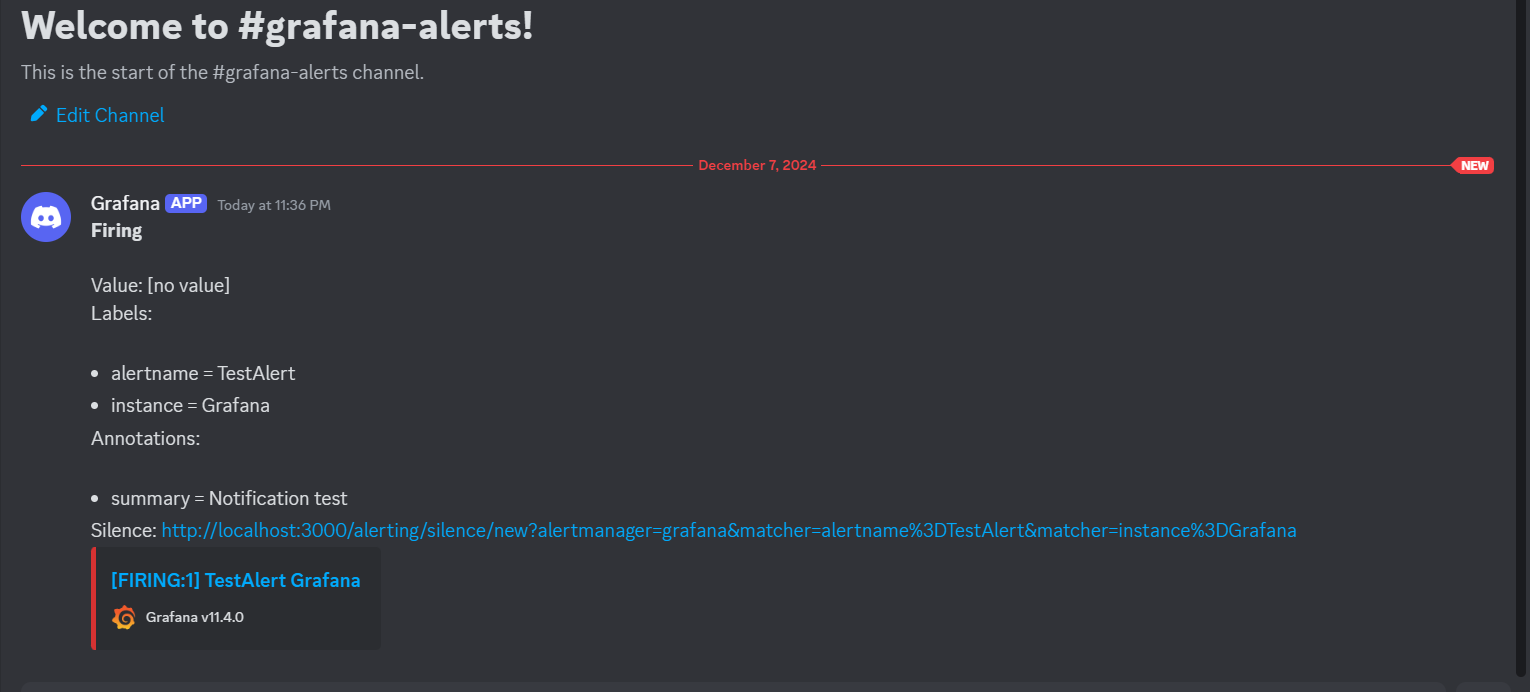 Welcome to #grafana-alerts!
This is the start of the #grafana-alerts channel.
Edit Channel
December 7, 2024 NEW
Grafana APP Today at 11:36 PM
Firing
Value: [no value]
Labels:
• alertname = TestAlert
• instance = Grafana
Annotations:
• summary = Notification test
Silence: http://localhost:3000/alerting/silence/new?alertmanager=grafana&matcher=alertname%3DTestAlert&matcher=instance%3DGrafana
[FIRING:1] TestAlert Grafana
Grafana v11.4.0